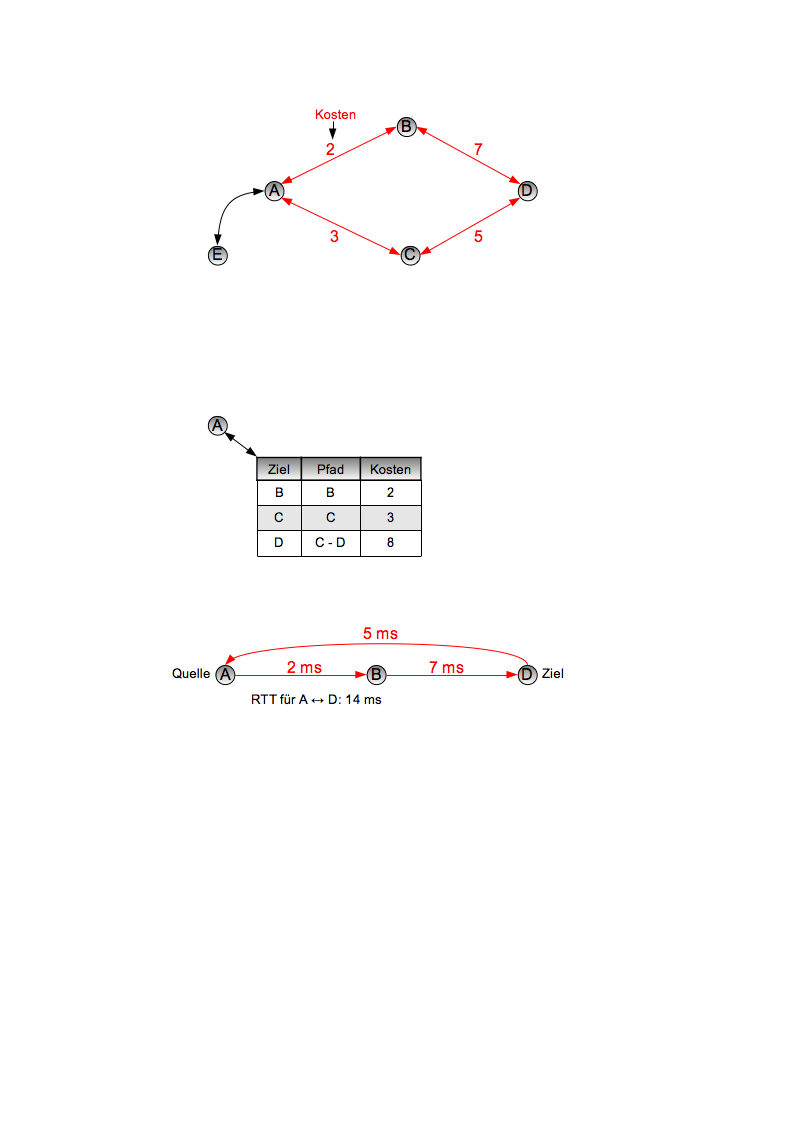 Kosten
B
2
7
A
D
3
5
E
C
A
Ziel Pfad Kosten
B B 2
C C 3
D C - D 8
5 ms
Quelle A 2 ms B 7 ms D Ziel
RTT für A ↔ D: 14 ms